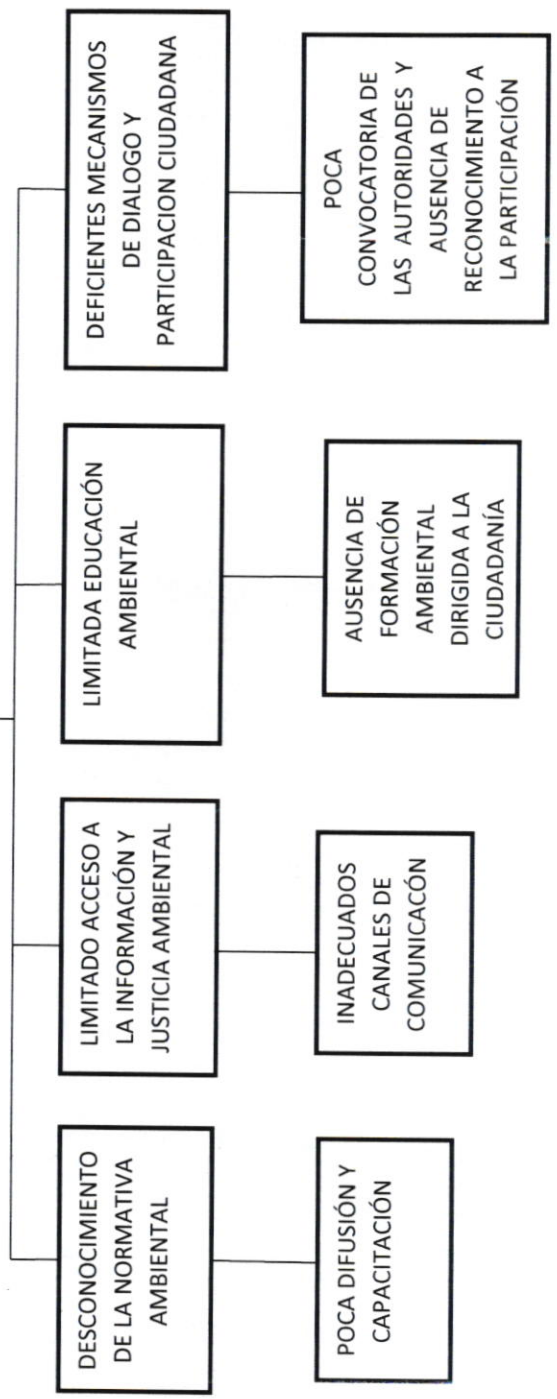 DESCONOCIMIENTO
DE LA NORMATIVA
AMBIENTAL
LIMITADO ACCESO A
LA INFORMACIÓN Y
JUSTICIA AMBIENTAL
LIMITADA EDUCACIÓN
AMBIENTAL
DEFICIENTES MECANISMOS
DE DIALOGO Y
PARTICIPACION CIUDADANA
POCA DIFUSIÓN Y
CAPACITACIÓN
INADECUADOS
CANALES DE
COMUNICACÓN
AUSENCIA DE
FORMACIÓN
AMBIENTAL
DIRIGIDA A LA
CIUDADANÍA
POCA
CONVOCATORIA DE
LAS AUTORIDADES Y
AUSENCIA DE
RECONOCIMIENTO A
LA PARTICIPACIÓN